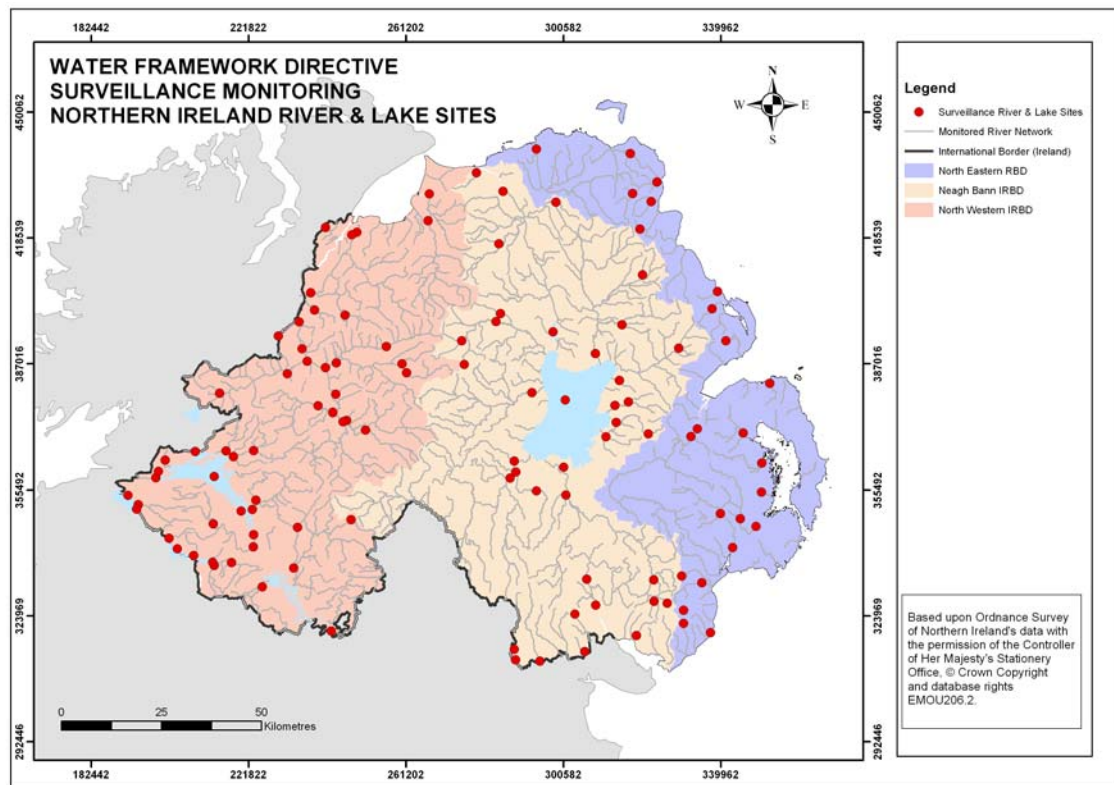 182442 221822 261202 300582 339962
WATER FRAMEWORK DIRECTIVE
SURVEILLANCE MONITORING
NORTHERN IRELAND RIVER & LAKE SITES
N
W E
S
450062 450062
418539 418539
387016 387016
355492 355492
323969 323969
292446 292446
0 25 50
Kilometres
182442 221822 261202 300582 339962
Legend
Surveillance River & Lake Sites
Monitored River Network
International Border (Ireland)
North Eastern RBD
Neagh Bann IRBD
North Western IRBD
Based upon Ordnance Survey
of Northern Ireland's data with
the permission of the Controller
of Her Majesty's Stationery
Office, © Crown Copyright
and database rights
EMOU206.2.